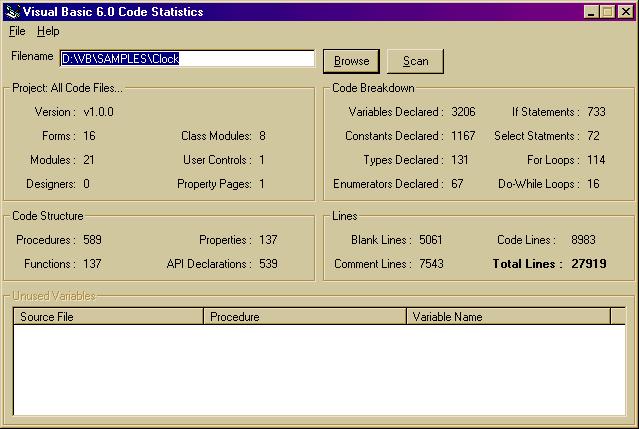 Visual Basic 6.0 Code Statistics
File Help
Filename D:\VB\SAMPLES\Clock Browse Scan
Project: All Code Files...
Version : v1.0.0
Forms : 16 Class Modules: 8
Modules : 21 User Controls : 1
Designers: 0 Property Pages: 1
Code Breakdown
Variables Declared : 3206 If Statements : 733
Constants Declared : 1167 Select Statments : 72
Types Declared : 131 For Loops : 114
Enumerators Declared : 67 Do-While Loops : 16
Code Structure
Procedures : 589 Properties : 137
Functions : 137 API Declarations : 539
Lines
Blank Lines : 5061 Code Lines : 8983
Comment Lines : 7543 Total Lines : 27919
Unused Variables
Source File Procedure Variable Name